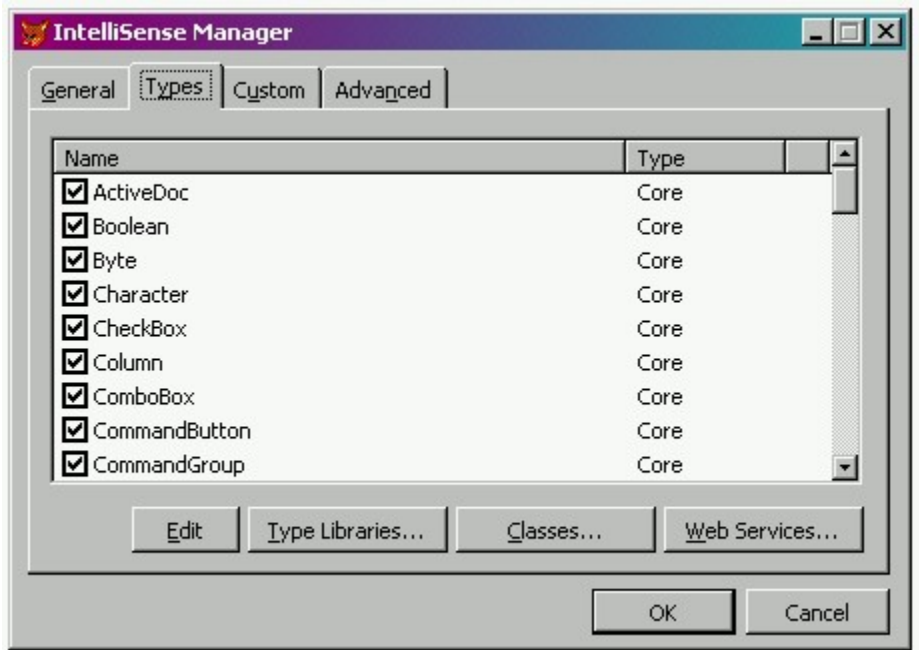 IntelliSense Manager
General Types Custom Advanced
Name Type
ActiveDoc Core
Boolean Core
Byte Core
Character Core
CheckBox Core
Column Core
ComboBox Core
CommandButton Core
CommandGroup Core
Edit Type Libraries... Classes... Web Services...
OK Cancel